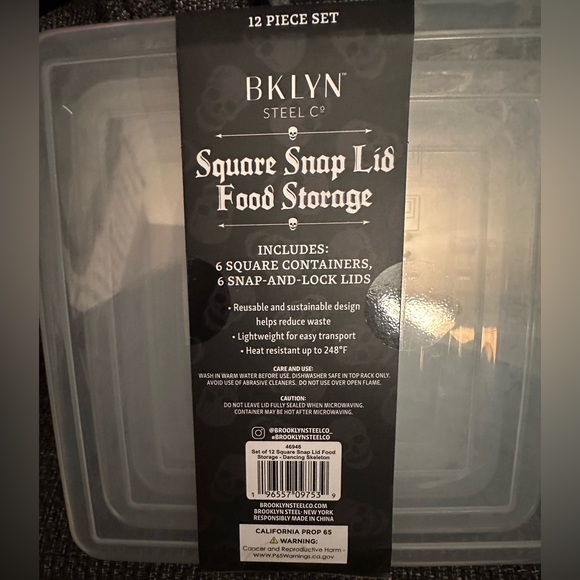 12 PIECE SET
BKLYN™
STEEL Cº
Square Snap Lid
Food Storage
INCLUDES:
6 SQUARE CONTAINERS,
6 SNAP-AND-LOCK LIDS
• Reusable and sustainable design
helps reduce waste
• Lightweight for easy transport
• Heat resistant up to 248°F
CARE AND USE:
WASH IN WARM WATER BEFORE USE. DISHWASHER SAFE IN TOP RACK ONLY.
AVOID USE OF ABRASIVE CLEANERS. DO NOT USE OVER OPEN FLAME.
CAUTION:
DO NOT LEAVE LID FULLY SEALED WHEN MICROWAVING.
CONTAINER MAY BE HOT AFTER MICROWAVING.
@BROOKLYNSTEELCO_
#BROOKLYNSTEELCO
46946
Set of 12 Square Snap Lid Food
Storage - Dancing Skeleton
1 96557 09753 9
BROOKLYNSTEELCO.COM
BROOKLYN STEEL· NEW YORK
RESPONSIBLY MADE IN CHINA
CALIFORNIA PROP 65
⚠ WARNING:
Cancer and Reproductive Harm -
www.P65Warnings.ca.gov